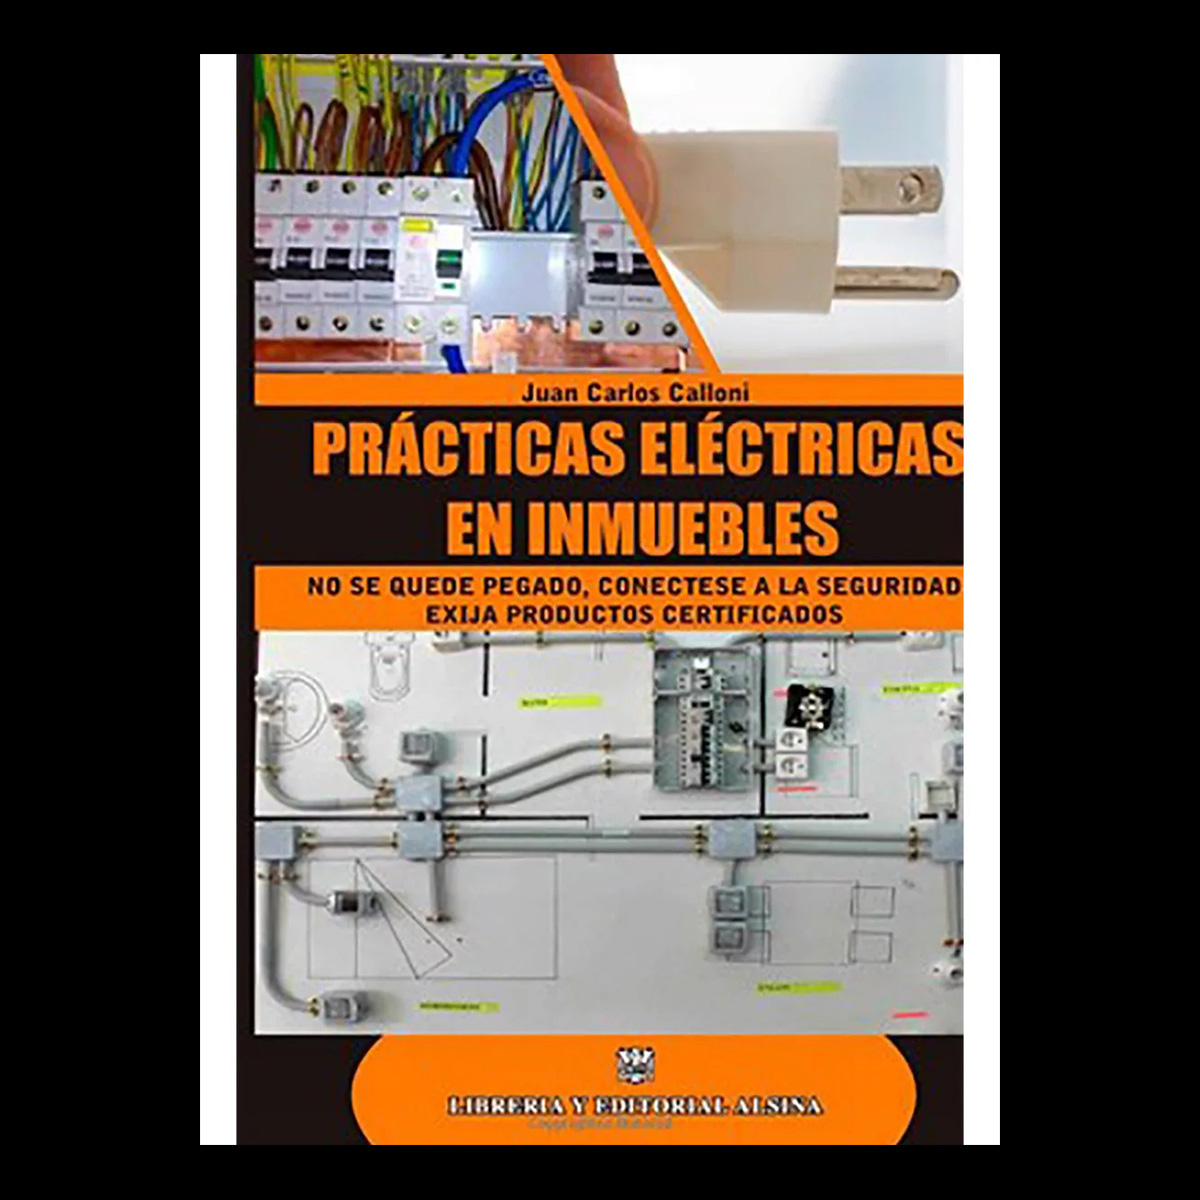 Juan Carlos Calloni
PRÁCTICAS ELÉCTRICAS
EN INMUEBLES
NO SE QUEDE PEGADO, CONECTESE A LA SEGURIDAD
EXIJA PRODUCTOS CERTIFICADOS
LIBRERIA Y EDITORIAL ALSINA